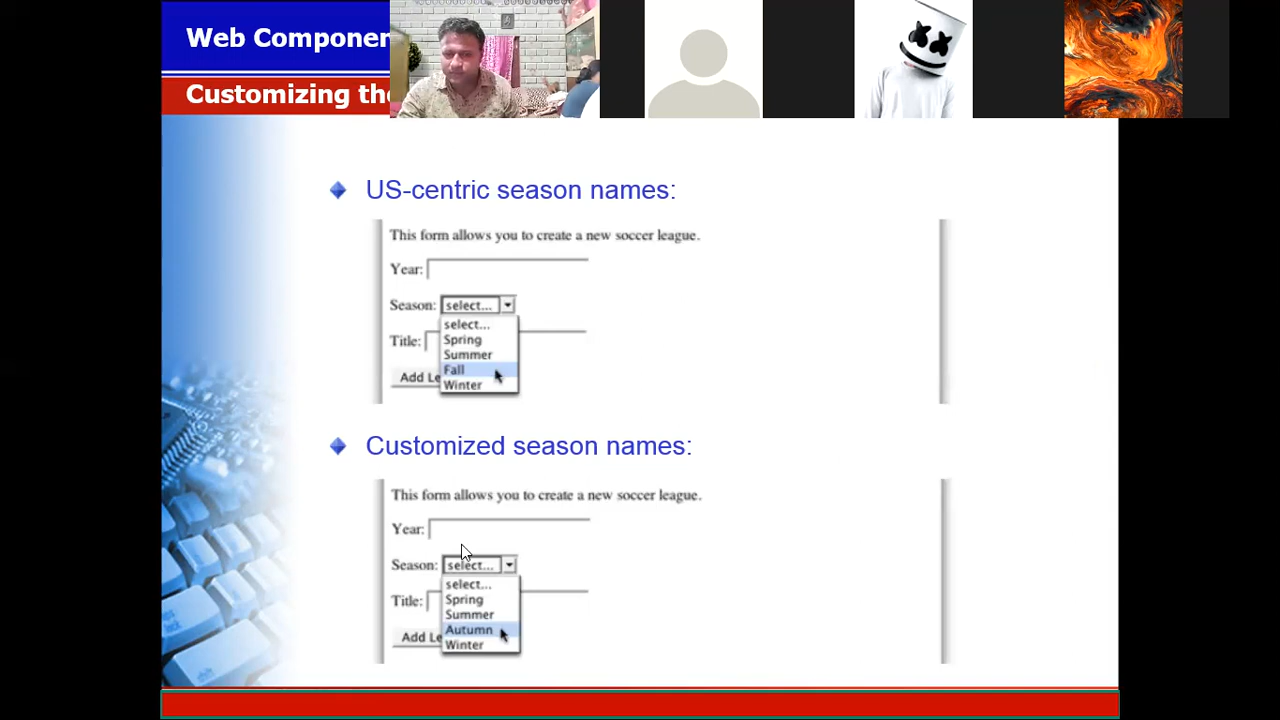 Web Componen
Customizing the
US-centric season names:
This form allows you to create a new soccer league.
Year:
Season: select...
select...
Spring
Title:
Summer
Fall
Add Le
Winter
Customized season names:
This form allows you to create a new soccer league.
Year:
Season: select...
select...
Spring
Title:
Summer
Autumn
Add Le
Winter